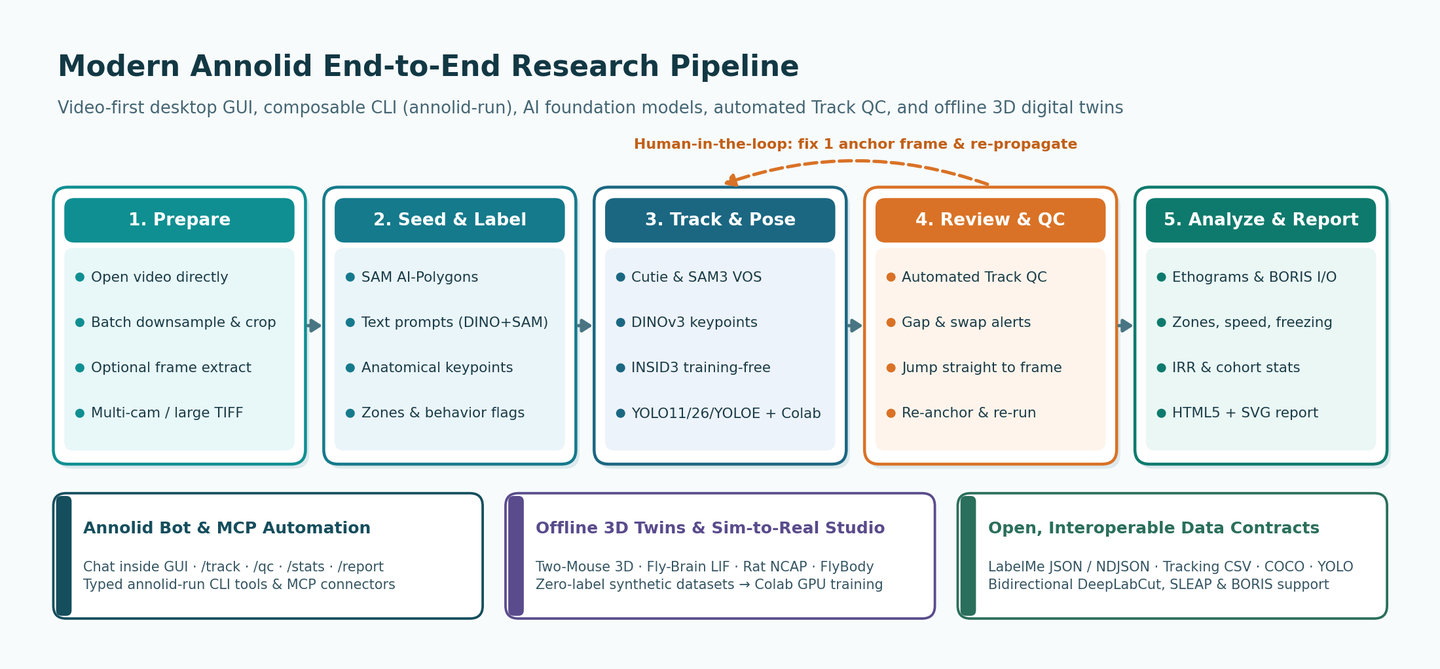 Modern Annolid End-to-End Research Pipeline
Video-first desktop GUI, composable CLI (annolid-run), AI foundation models, automated Track QC, and offline 3D digital twins
Human-in-the-loop: fix 1 anchor frame & re-propagate
1. Prepare
Open video directly
Batch downsample & crop
Optional frame extract
Multi-cam / large TIFF
2. Seed & Label
SAM AI-Polygons
Text prompts (DINO+SAM)
Anatomical keypoints
Zones & behavior flags
3. Track & Pose
Cutie & SAM3 VOS
DINOv3 keypoints
INSID3 training-free
YOLO11/26/YOLOE + Colab
4. Review & QC
Automated Track QC
Gap & swap alerts
Jump straight to frame
Re-anchor & re-run
5. Analyze & Report
Ethograms & BORIS I/O
Zones, speed, freezing
IRR & cohort stats
HTML5 + SVG report
Annolid Bot & MCP Automation
Chat inside GUI · /track · /qc · /stats · /report
Typed annolid-run CLI tools & MCP connectors
Offline 3D Twins & Sim-to-Real Studio
Two-Mouse 3D · Fly-Brain LIF · Rat NCAP · FlyBody
Zero-label synthetic datasets → Colab GPU training
Open, Interoperable Data Contracts
LabelMe JSON / NDJSON · Tracking CSV · COCO · YOLO
Bidirectional DeepLabCut, SLEAP & BORIS support